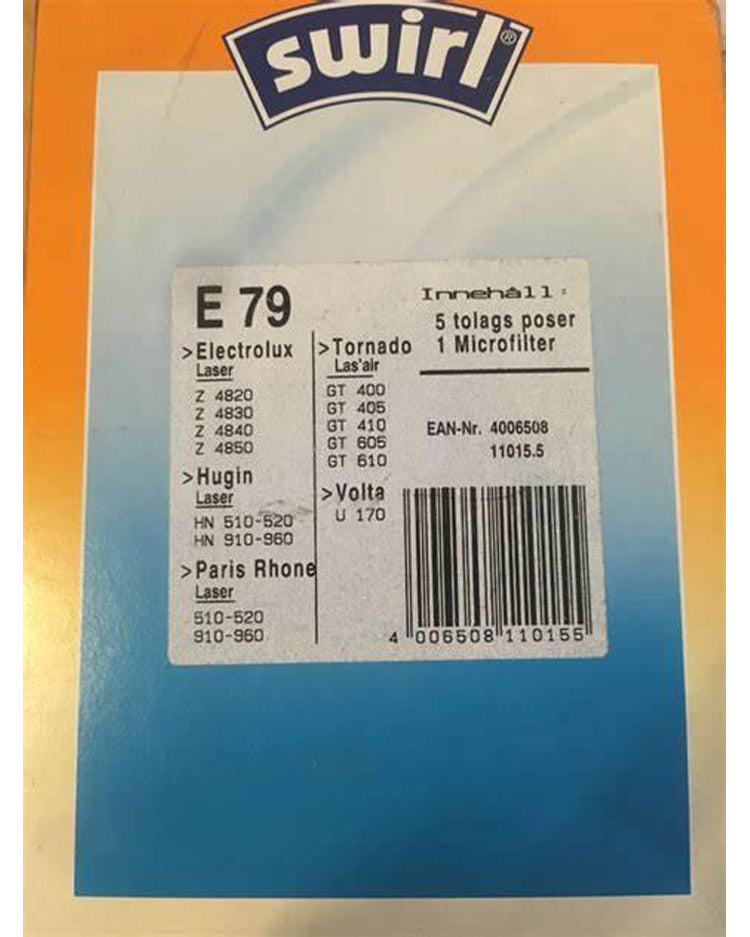 swirl®
E 79
>Electrolux
Laser
Z 4820
Z 4830
Z 4840
Z 4850
>Hugin
Laser
HN 510-520
HN 910-960
>Paris Rhone
Laser
510-520
910-960
>Tornado
Las'air
GT 400
GT 405
GT 410
GT 605
GT 610
>Volta
U 170
Innehåll:
5 tolags poser
1 Microfilter
EAN-Nr. 4006508
11015.5
4 006508 110155